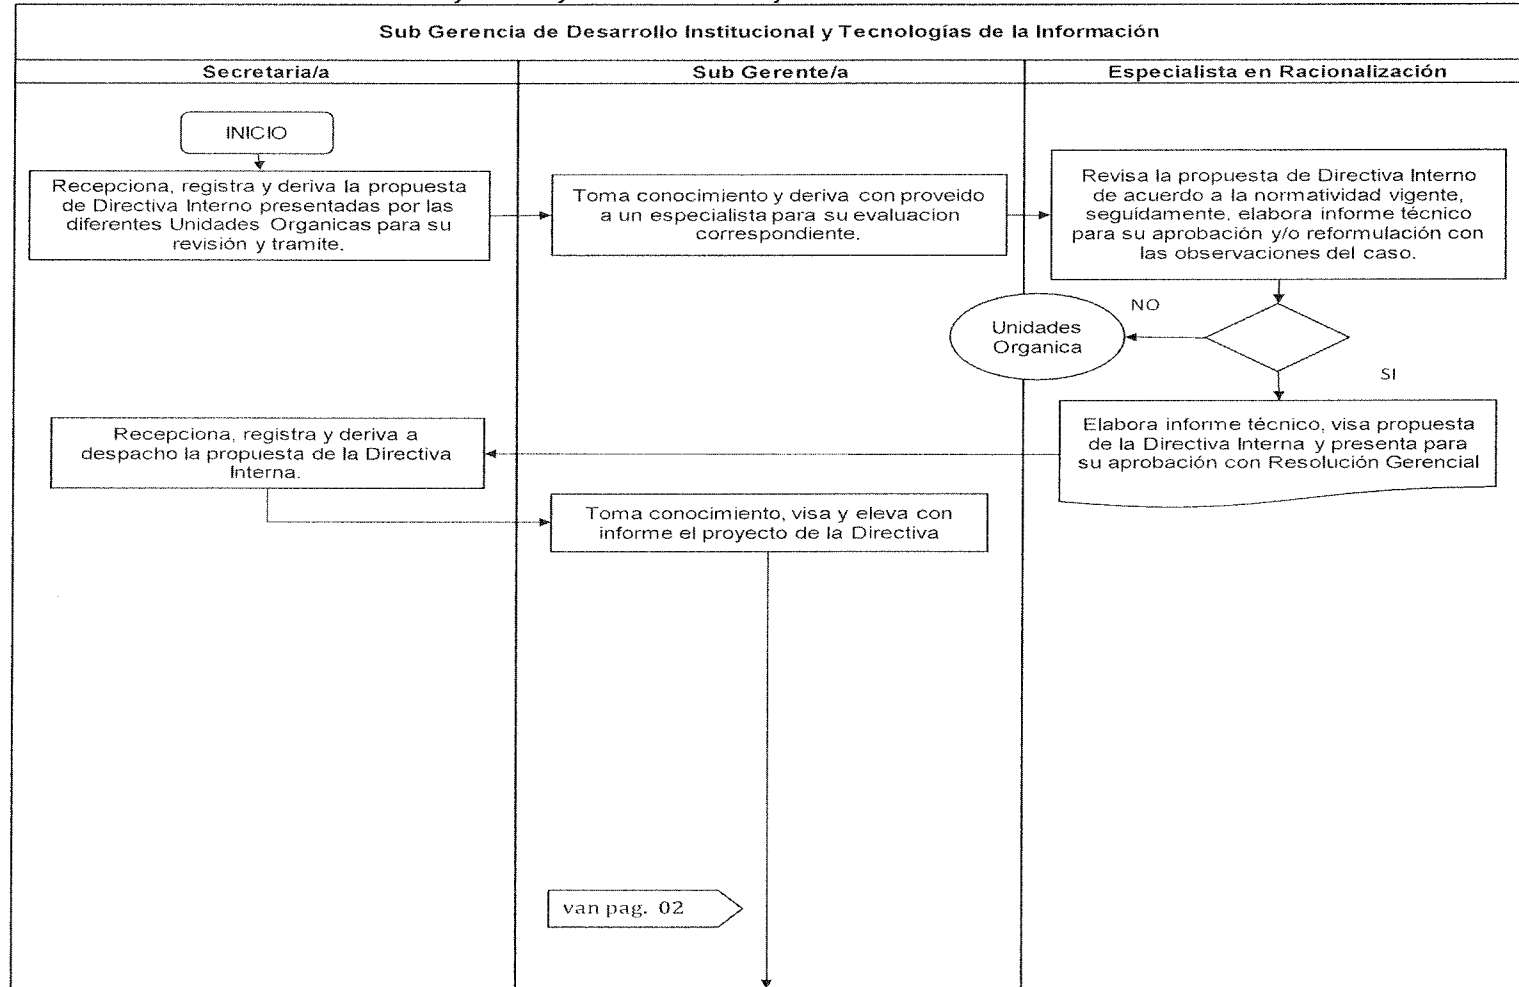 Sub Gerencia de Desarrollo Institucional y Tecnologías de la Información
Secretaria/a
Sub Gerente/a
Especialista en Racionalización
INICIO
Recepciona, registra y deriva la propuesta
de Directiva Interno presentadas por las
diferentes Unidades Organicas para su
revisión y tramite.
Toma conocimiento y deriva con proveido
a un especialista para su evaluacion
correspondiente.
Revisa la propuesta de Directiva Interno
de acuerdo a la normatividad vigente,
seguidamente, elabora informe técnico
para su aprobación y/o reformulación con
las observaciones del caso.
NO
Unidades
Organica
SI
Elabora informe técnico, visa propuesta
de la Directiva Interna y presenta para
su aprobación con Resolución Gerencial
Recepciona, registra y deriva a
despacho la propuesta de la Directiva
Interna.
Toma conocimiento, visa y eleva con
informe el proyecto de la Directiva
van pag. 02